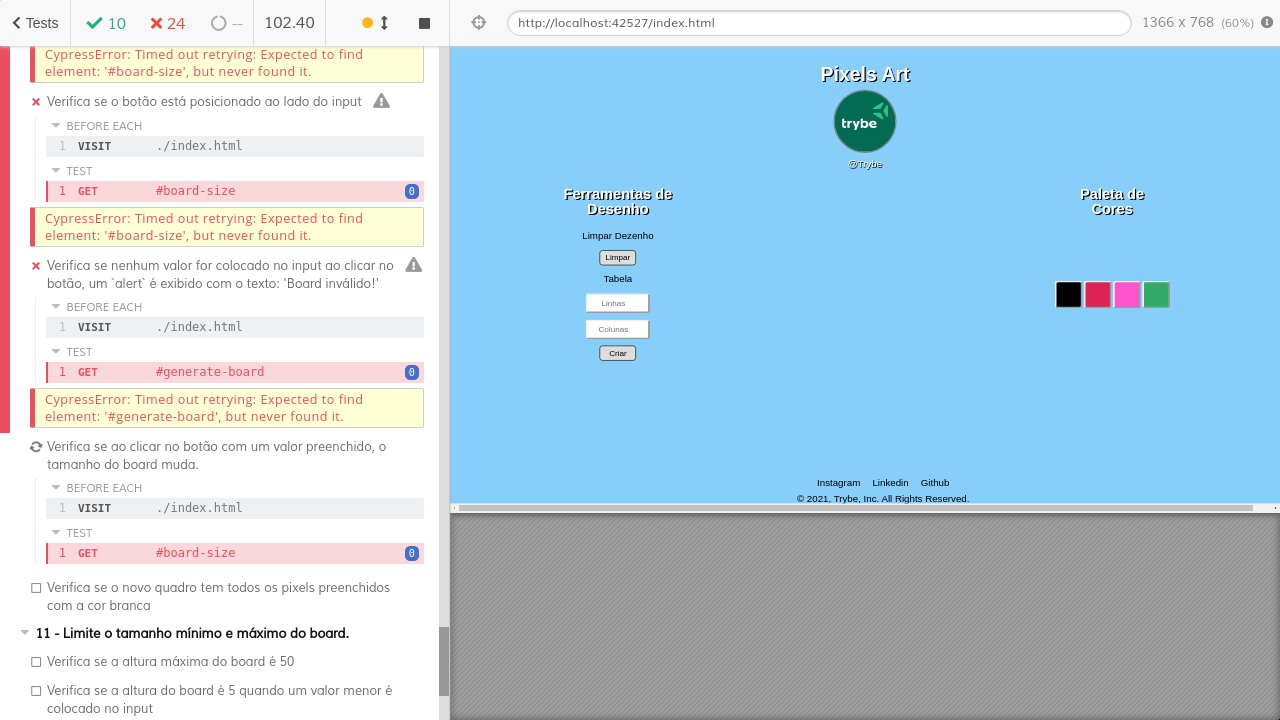 Tests
10
24
--
102.40
http://localhost:42527/index.html
1366 x 768 (60%)
CypressError: Timed out retrying: Expected to find
element: '#board-size', but never found it.
Verifica se o botão está posicionado ao lado do input
BEFORE EACH
1 VISIT ./index.html
TEST
1 GET #board-size 0
CypressError: Timed out retrying: Expected to find
element: '#board-size', but never found it.
Verifica se nenhum valor for colocado no input ao clicar no
botão, um `alert` é exibido com o texto: 'Board inválido!'
BEFORE EACH
1 VISIT ./index.html
TEST
1 GET #generate-board 0
CypressError: Timed out retrying: Expected to find
element: '#generate-board', but never found it.
Verifica se ao clicar no botão com um valor preenchido, o
tamanho do board muda.
BEFORE EACH
1 VISIT ./index.html
TEST
1 GET #board-size 0
Verifica se o novo quadro tem todos os pixels preenchidos
com a cor branca
11 - Limite o tamanho mínimo e máximo do board.
Verifica se a altura máxima do board é 50
Verifica se a altura do board é 5 quando um valor menor é
colocado no input
Pixels Art
trybe
@Trybe
Ferramentas de
Desenho
Limpar Dezenho
Limpar
Tabela
Linhas
Colunas
Criar
Paleta de
Cores
Instagram Linkedin Github
© 2021, Trybe, Inc. All Rights Reserved.